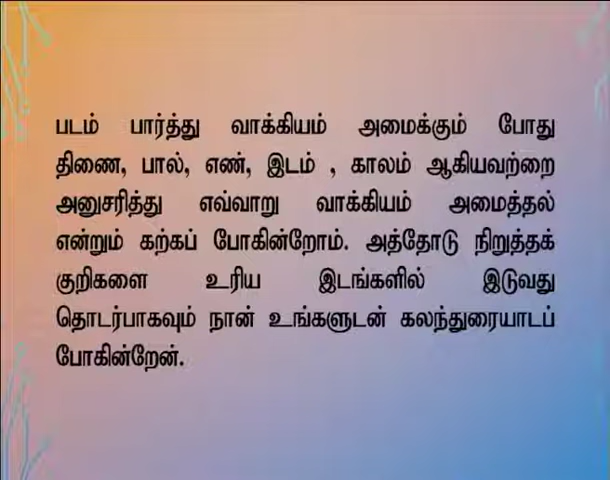 படம் பார்த்து வாக்கியம் அமைக்கும் போது
திணை, பால், எண், இடம் , காலம் ஆகியவற்றை
அனுசரித்து எவ்வாறு வாக்கியம் அமைத்தல்
என்றும் கற்கப் போகின்றோம். அத்தோடு நிறுத்தக்
குறிகளை உரிய இடங்களில் இடுவது
தொடர்பாகவும் நான் உங்களுடன் கலந்துரையாடப்
போகின்றேன்.